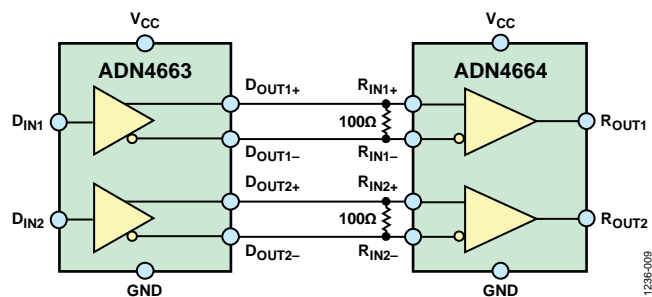 VCC
VCC
ADN4663
ADN4664
DOUT1+
RIN1+
DIN1
100Ω
ROUT1
DOUT1–
RIN1–
DOUT2+
RIN2+
DIN2
100Ω
ROUT2
DOUT2–
RIN2–
GND
GND
1236-009